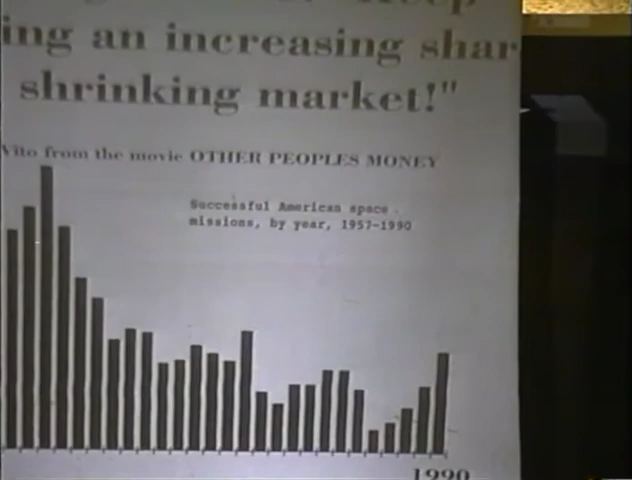 ing an increasing shar
shrinking market!"
Vito from the movie OTHER PEOPLES MONEY
Successful American space
missions, by year, 1957-1990
1990